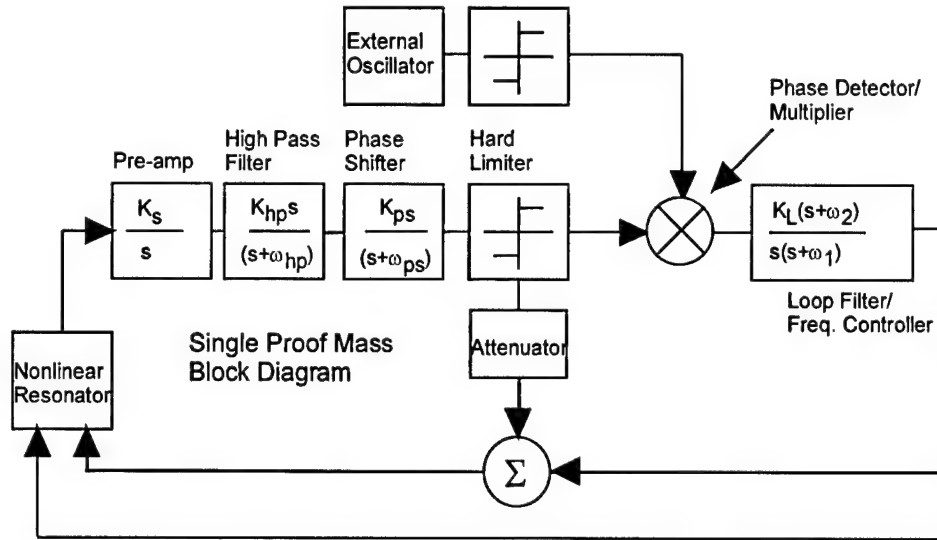 External
Oscillator
Phase Detector/
Multiplier
High Pass
Filter
Phase
Shifter
Hard
Limiter
Pre-amp
K_s
s
K_hp s
(s+ω_hp)
K_ps
(s+ω_ps)
K_L(s+ω_2)
s(s+ω_1)
Loop Filter/
Freq. Controller
Nonlinear
Resonator
Single Proof Mass
Block Diagram
Attenuator
Σ